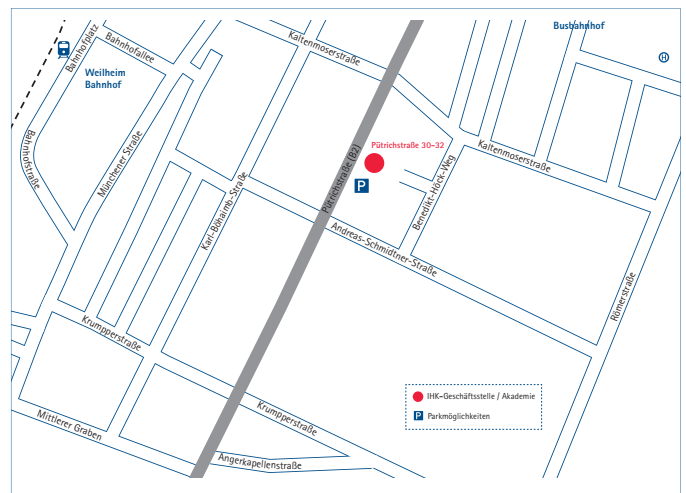 Bahnhofplatz
Bahnhofallee
Kaltenmoserstraße
Busbahnhof
H
Weilheim
Bahnhof
Bahnhofstraße
Münchener Straße
Karl-Böhaimb-Straße
Pütrichstraße (B2)
Pütrichstraße 30-32
P
Kaltenmoserstraße
Benedikt-Höck-Weg
Andreas-Schmidtner-Straße
Römerstraße
Krumpperstraße
Mittlerer Graben
Krumpperstraße
Angerkapellenstraße
IHK-Geschäftsstelle / Akademie
P Parkmöglichkeiten